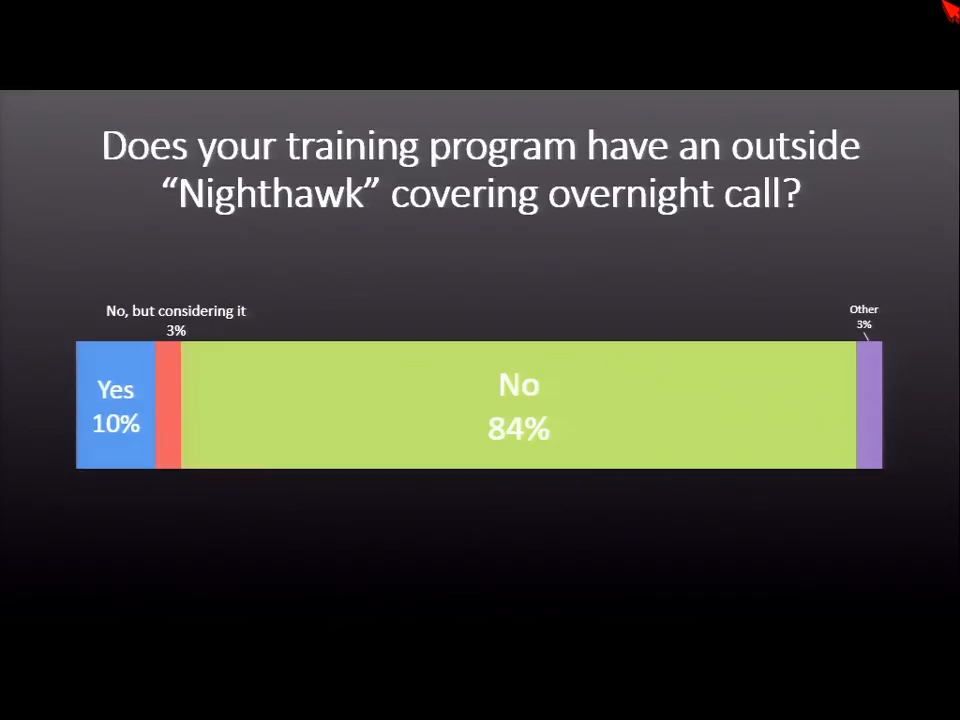 Does your training program have an outside
“Nighthawk” covering overnight call?
No, but considering it
3%
Other
3%
Yes
10%
No
84%